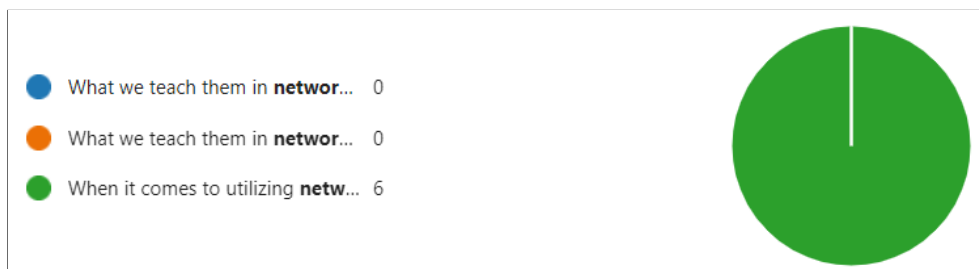 What we teach them in networ... 0
What we teach them in networ... 0
When it comes to utilizing netw... 6